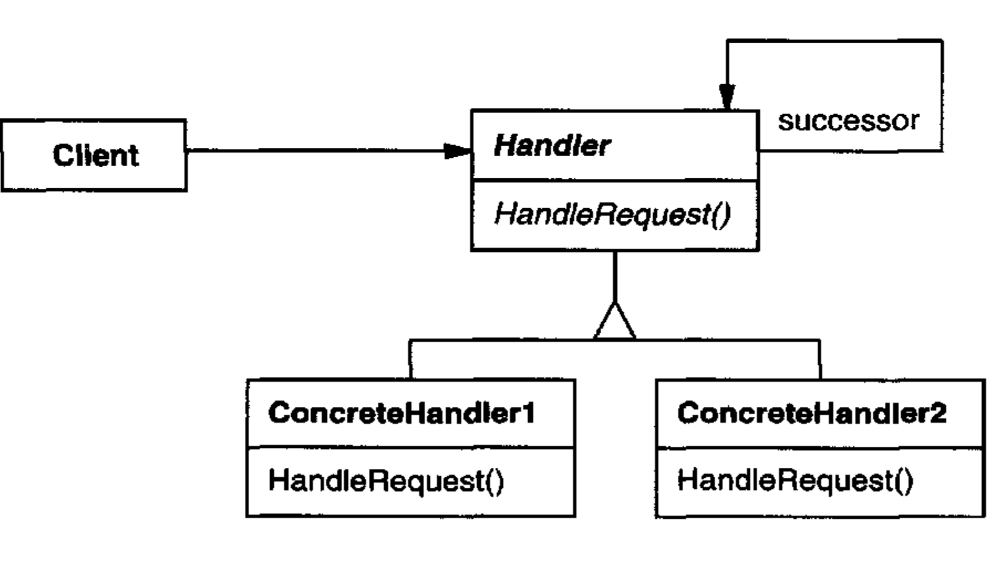 successor
Client
Handler
HandleRequest()
ConcreteHandler1
ConcreteHandler2
HandleRequest()
HandleRequest()